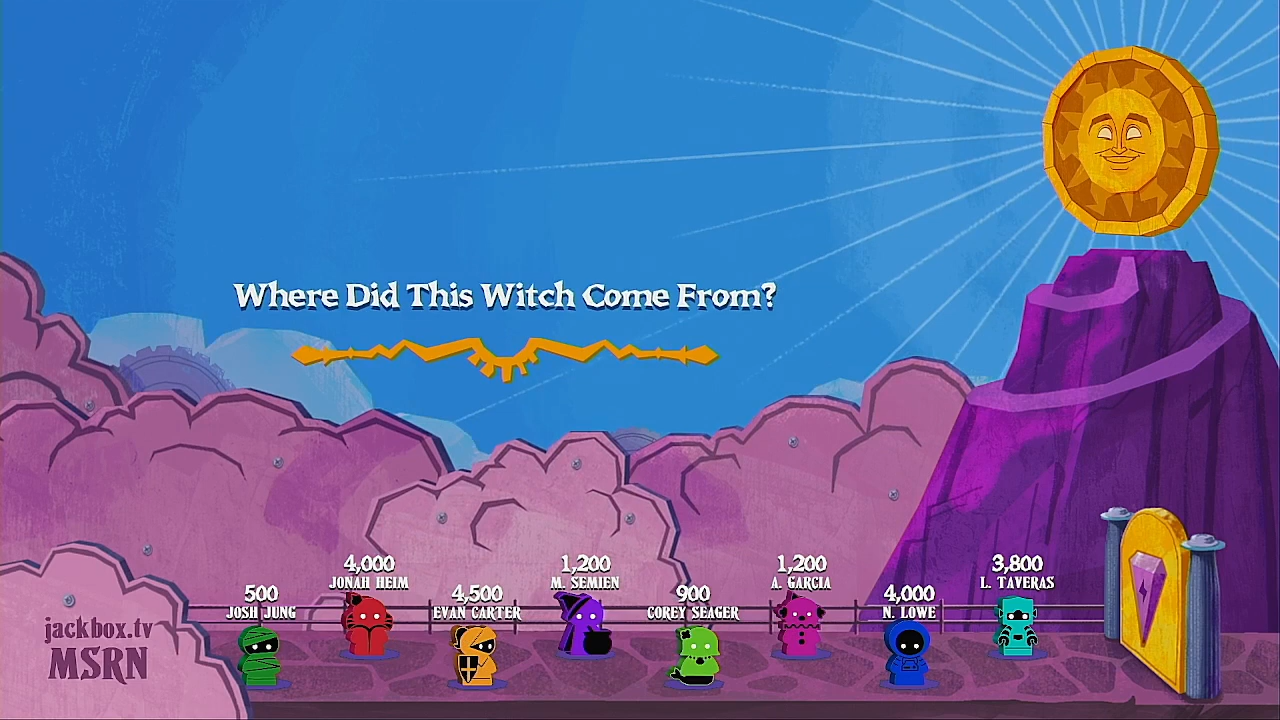 Where Did This Witch Come From?
500
JOSH JUNG
4,000
JONAH HEIM
4,500
EVAN CARTER
1,200
M. SEMIEN
900
COREY SEAGER
1,200
A. GARCIA
4,000
N. LOWE
3,800
L. TAVERAS
jackbox.tv
MSRN